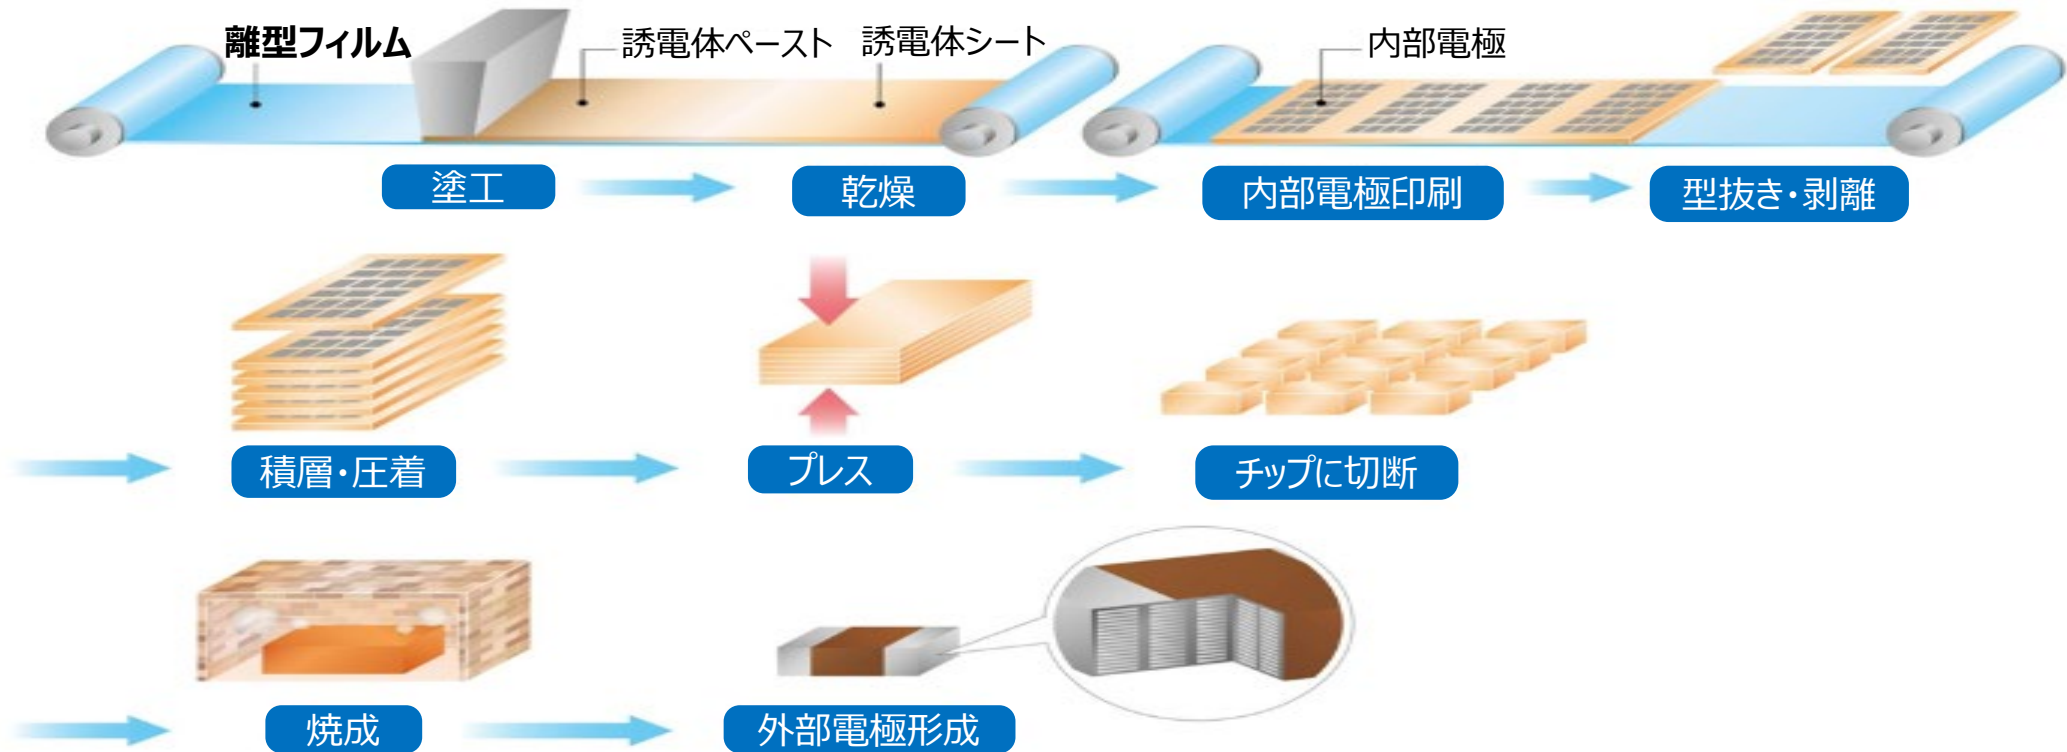 離型フィルム
誘電体ペースト
誘電体シート
内部電極
塗工
乾燥
内部電極印刷
型抜き・剥離
積層・圧着
プレス
チップに切断
焼成
外部電極形成